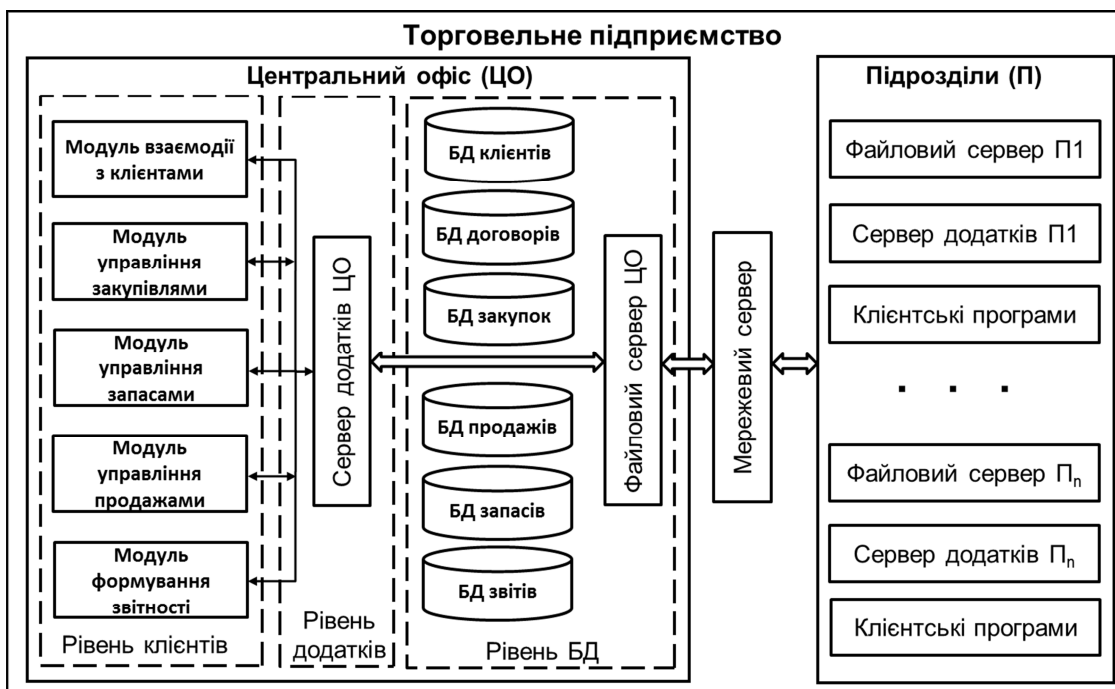 Торговельне підприємство
Центральний офіс (ЦО)
Модуль взаємодії
з клієнтами
Модуль
управління
закупівлями
Модуль
управління
запасами
Модуль
управління
продажами
Модуль
формування
звітності
Рівень клієнтів
Сервер додатків ЦО
Рівень
додатків
БД клієнтів
БД договорів
БД закупок
БД продажів
БД запасів
БД звітів
Файловий сервер ЦО
Рівень БД
Мережевий сервер
Підрозділи (П)
Файловий сервер П1
Сервер додатків П1
Клієнтські програми
. . .
Файловий сервер Пn
Сервер додатків Пn
Клієнтські програми